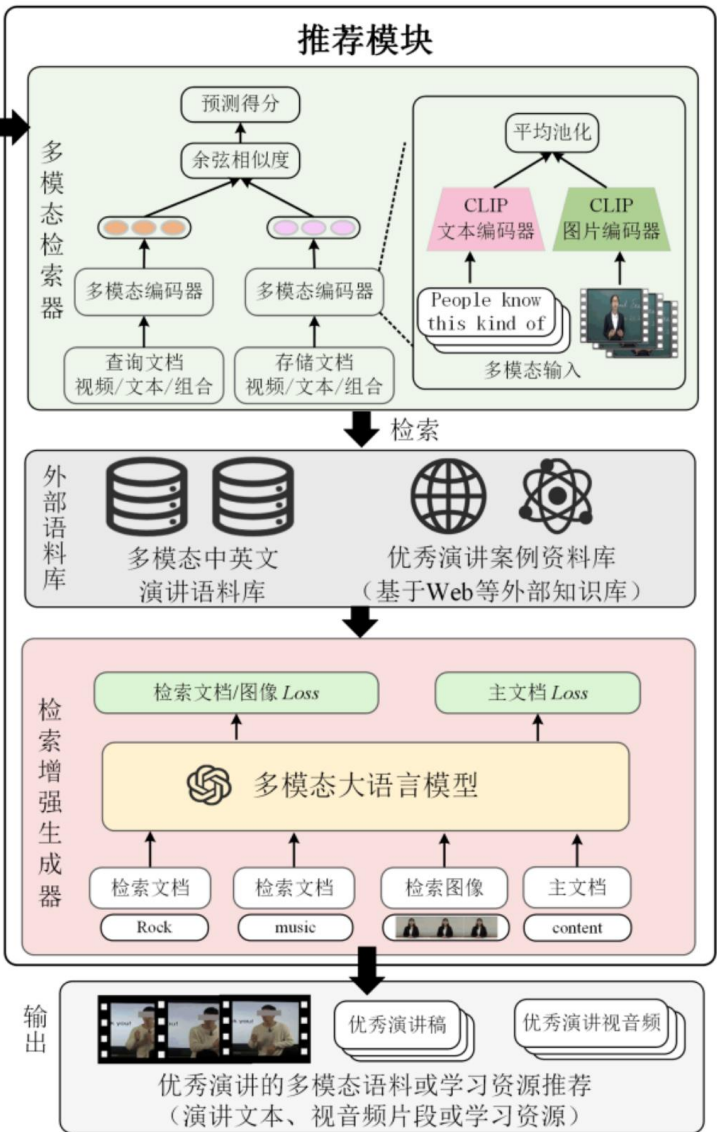 推荐模块
多模态检索器
预测得分
余弦相似度
多模态编码器
多模态编码器
查询文档
视频/文本/组合
存储文档
视频/文本/组合
平均池化
CLIP
文本编码器
CLIP
图片编码器
People know
this kind of
多模态输入
检索
外部语料库
多模态中英文
演讲语料库
优秀演讲案例资料库
（基于Web等外部知识库）
检索增强生成器
检索文档/图像 Loss
主文档 Loss
多模态大语言模型
检索文档
检索文档
检索图像
主文档
Rock
music
content
输出
k you!
you!
k you!
优秀演讲稿
优秀演讲视音频
优秀演讲的多模态语料或学习资源推荐
（演讲文本、视音频片段或学习资源）